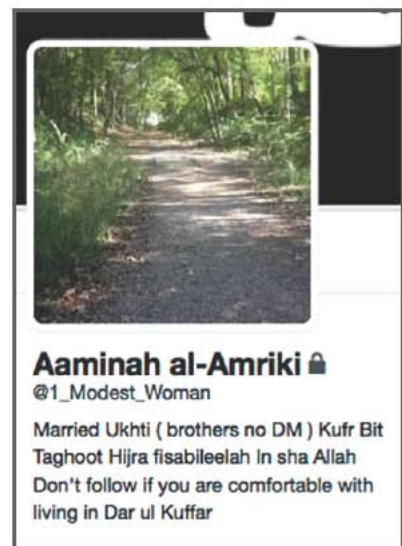 Aaminah al-Amriki
@1_Modest_Woman
Married Ukhti ( brothers no DM ) Kufr Bit
Taghoot Hijra fisabileelah In sha Allah
Don't follow if you are comfortable with
living in Dar ul Kuffar